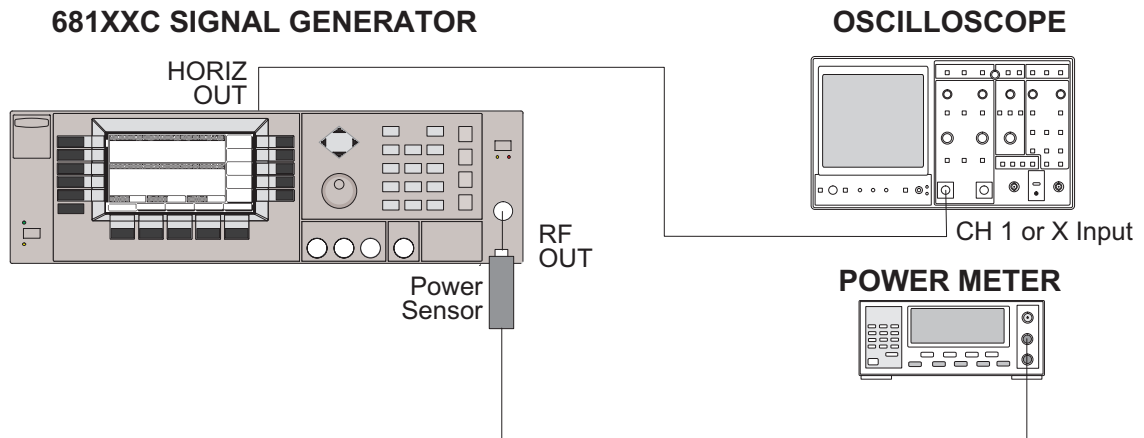 681XXC SIGNAL GENERATOR
OSCILLOSCOPE
HORIZ
OUT
RF
OUT
Power
Sensor
CH 1 or X Input
POWER METER